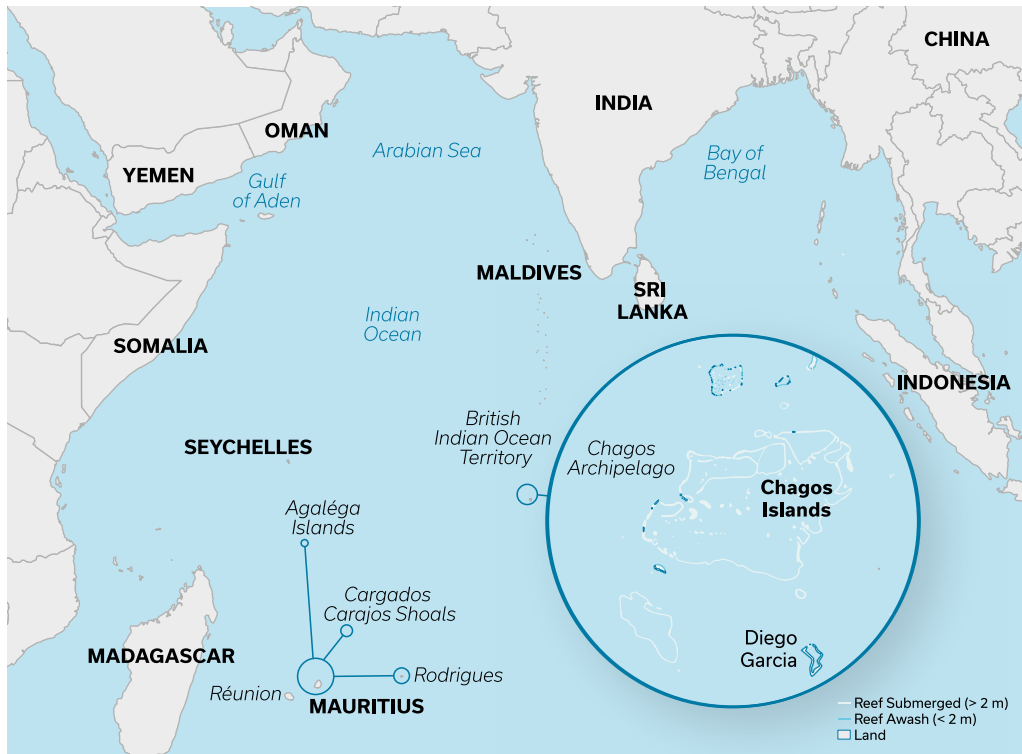 CHINA
INDIA
OMAN
Arabian Sea
Bay of
Bengal
YEMEN
Gulf
of Aden
MALDIVES
SRI
LANKA
Indian
Ocean
SOMALIA
INDONESIA
British
Indian Ocean
Territory
SEYCHELLES
Chagos
Archipelago
Chagos
Islands
Agaléga
Islands
Cargados
Carajos Shoals
Diego
Garcia
MADAGASCAR
Rodrigues
Réunion
MAURITIUS
Reef Submerged (> 2 m)
Reef Awash (< 2 m)
Land